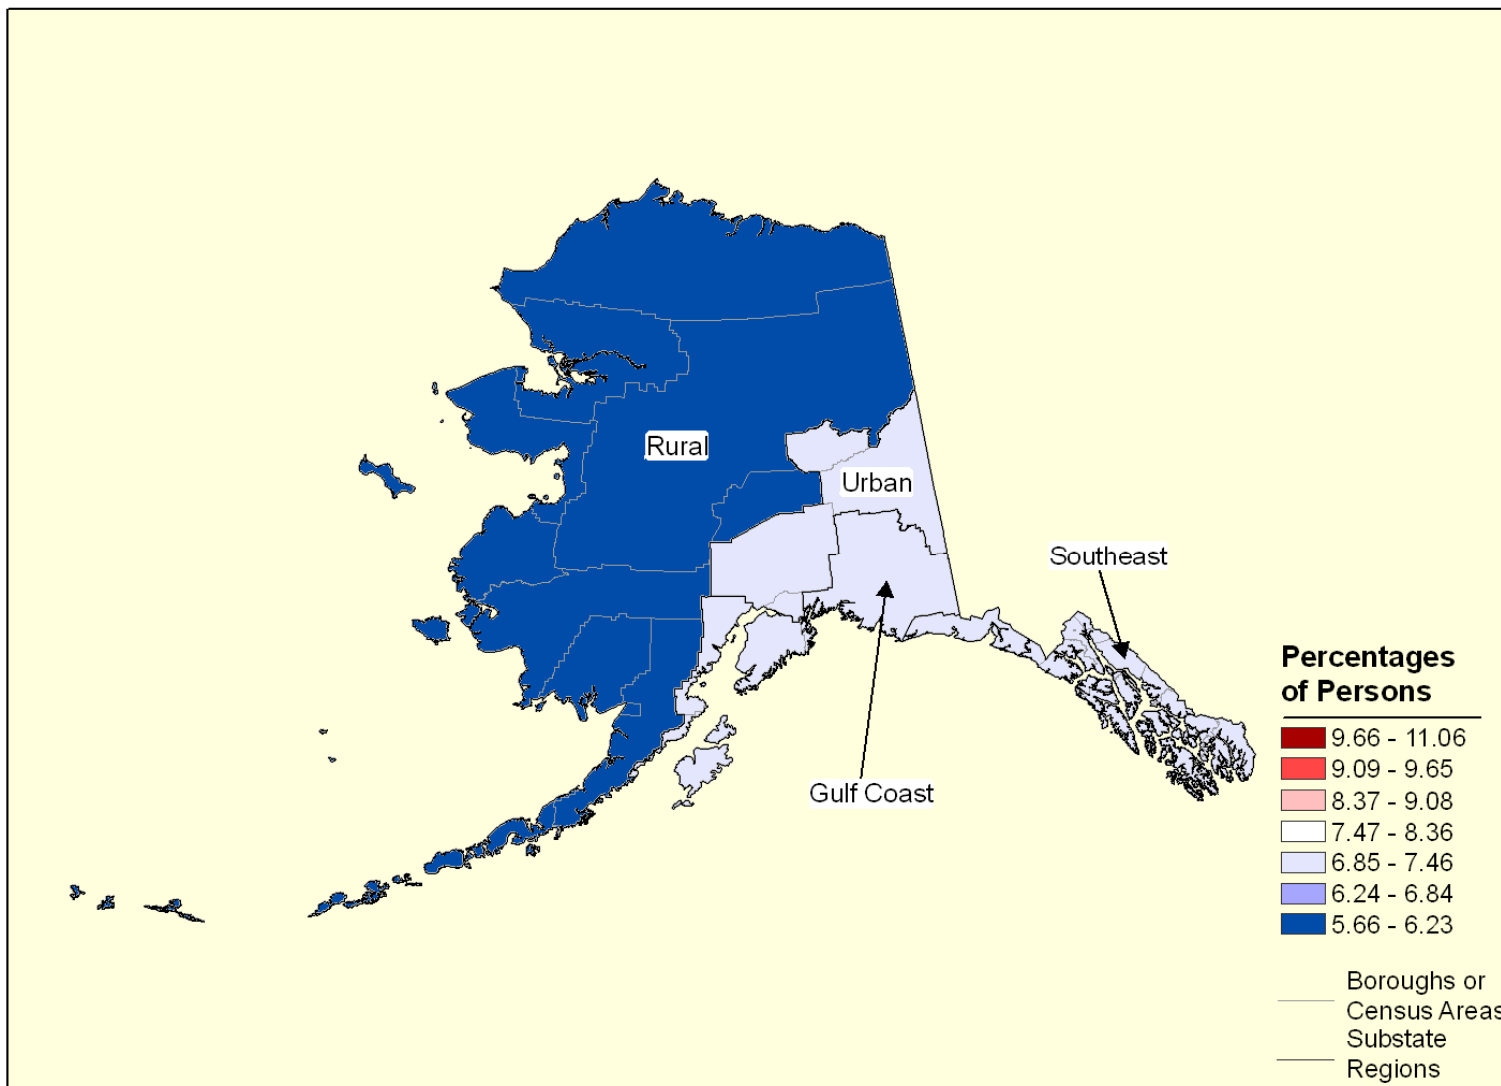 Rural
Urban
Southeast
Gulf Coast
Percentages
of Persons
9.66 - 11.06
9.09 - 9.65
8.37 - 9.08
7.47 - 8.36
6.85 - 7.46
6.24 - 6.84
5.66 - 6.23
Boroughs or
Census Areas
Substate
Regions